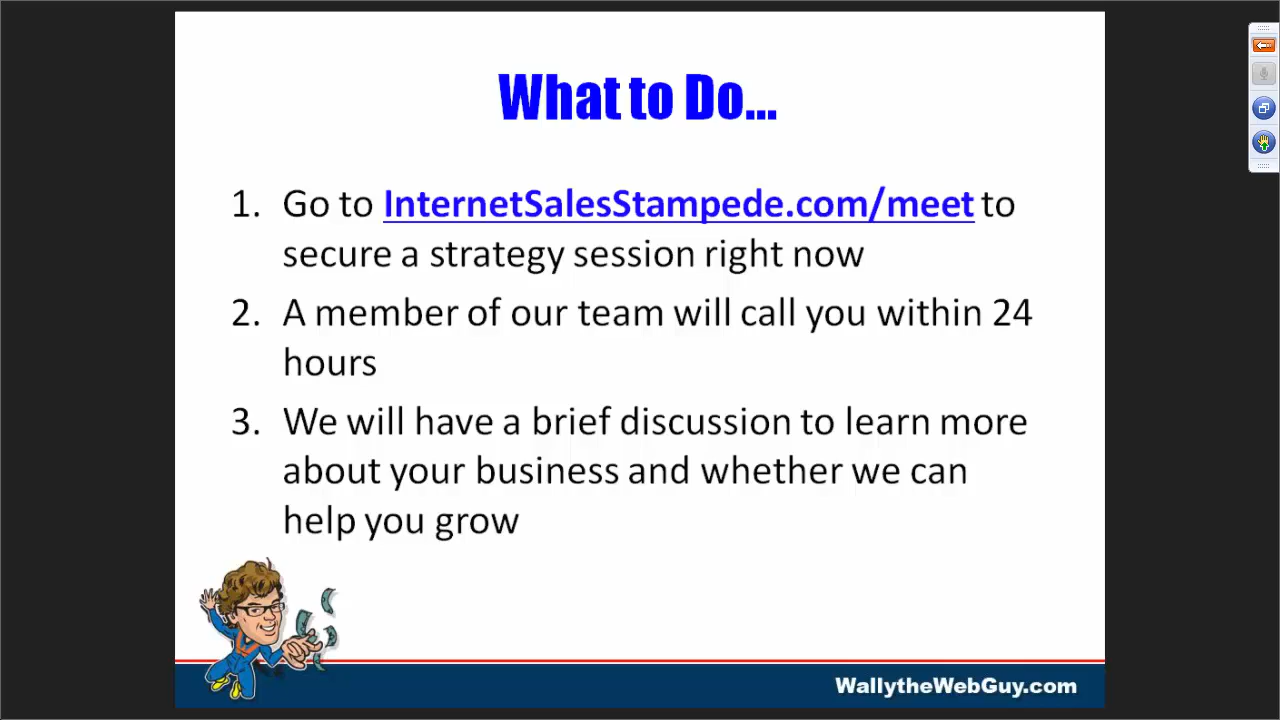 What to Do...
1. Go to InternetSalesStampede.com/meet to
secure a strategy session right now
2. A member of our team will call you within 24
hours
3. We will have a brief discussion to learn more
about your business and whether we can
help you grow
WallytheWebGuy.com